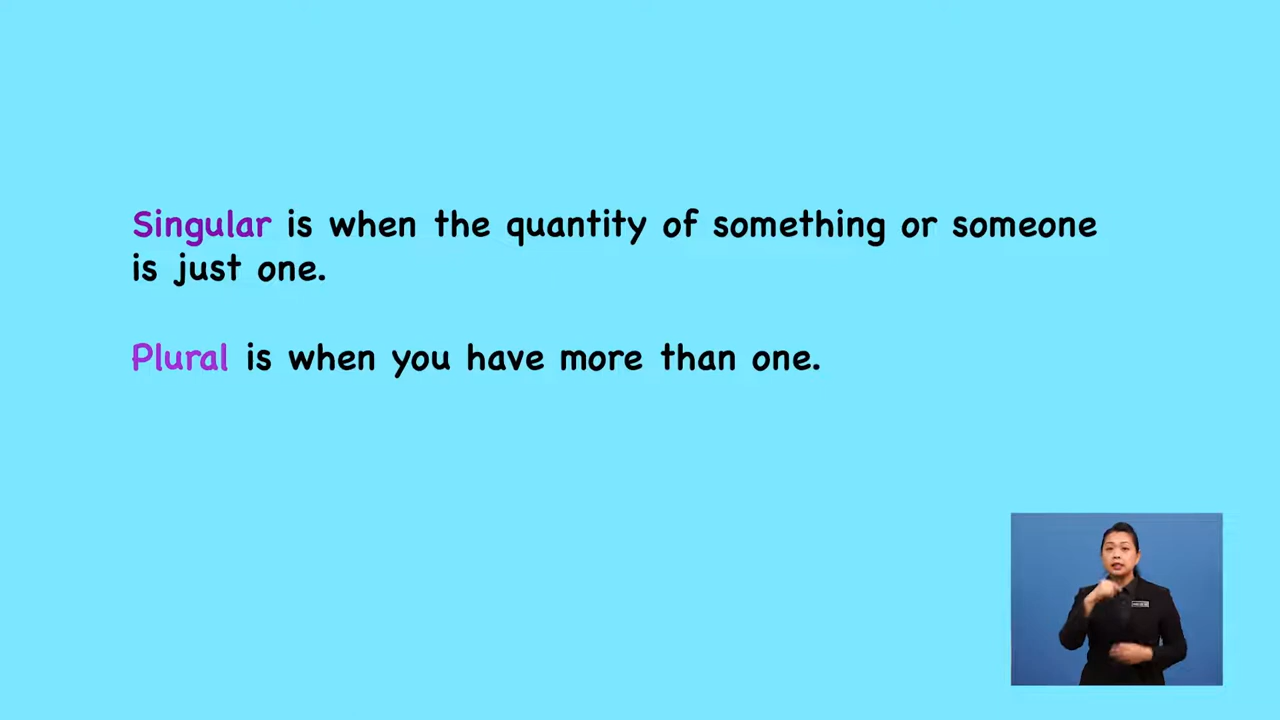 Singular is when the quantity of something or someone
is just one.
Plural is when you have more than one.